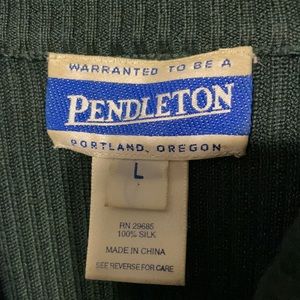 WARRANTED TO BE A
PENDLETON
PORTLAND, OREGON
L
RN 29685
100% SILK
MADE IN CHINA
SEE REVERSE FOR CARE